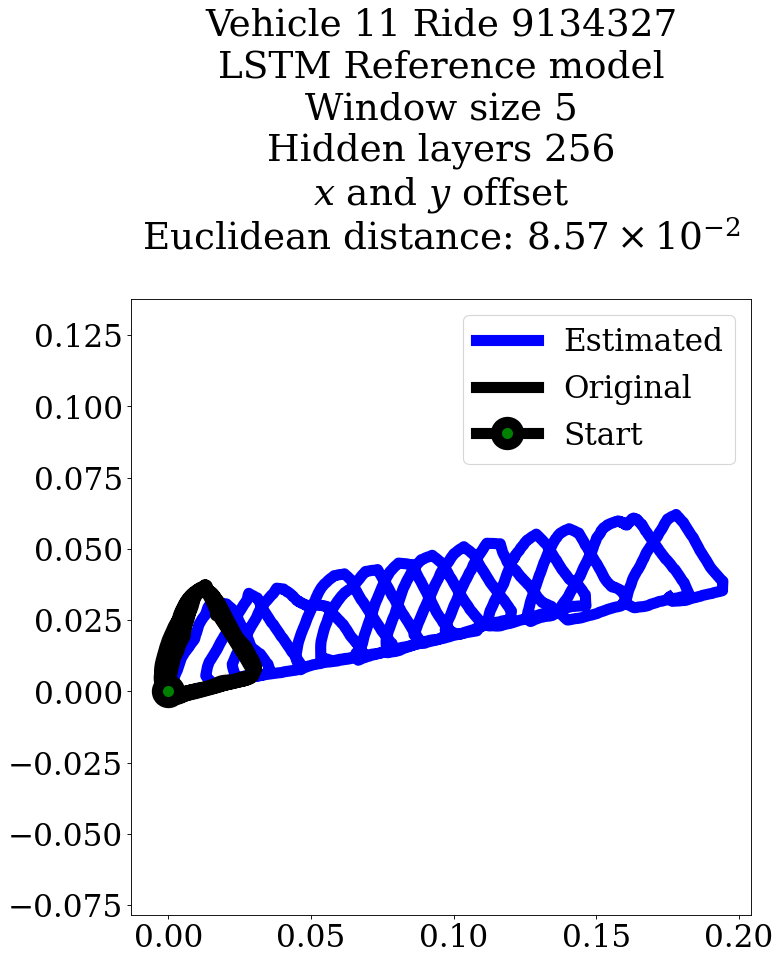 Vehicle 11 Ride 9134327
LSTM Reference model
Window size 5
Hidden layers 256
x and y offset
Euclidean distance: 8.57 × 10⁻²
Estimated
Original
Start
0.125
0.100
0.075
0.050
0.025
0.000
−0.025
−0.050
−0.075
0.00 0.05 0.10 0.15 0.20